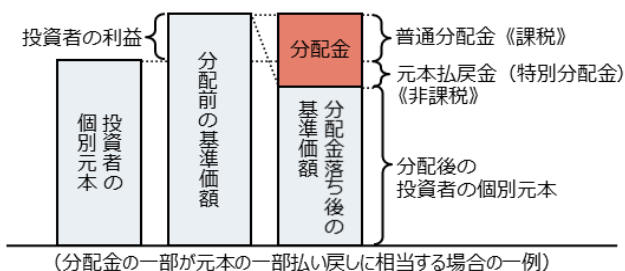 投資者の利益
投資者の
個別元本
分配前の基準価額
分配金
分配金落ち後の
基準価額
普通分配金《課税》
元本払戻金（特別分配金）
《非課税》
分配後の
投資者の個別元本
（分配金の一部が元本の一部払い戻しに相当する場合の一例）